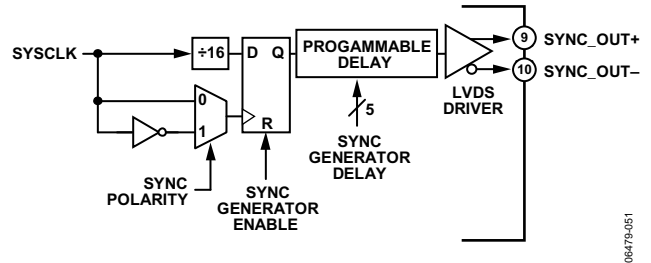 SYSCLK
÷16
D Q
R
PROGAMMABLE
DELAY
9 SYNC_OUT+
10 SYNC_OUT–
LVDS
DRIVER
0
1
5
SYNC
GENERATOR
DELAY
SYNC
POLARITY
SYNC
GENERATOR
ENABLE
06479-051